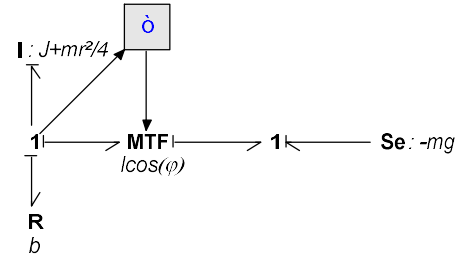 ò
I : J+mr²/4
1 MTF 1 Se : -mg
lcos(φ)
R
b